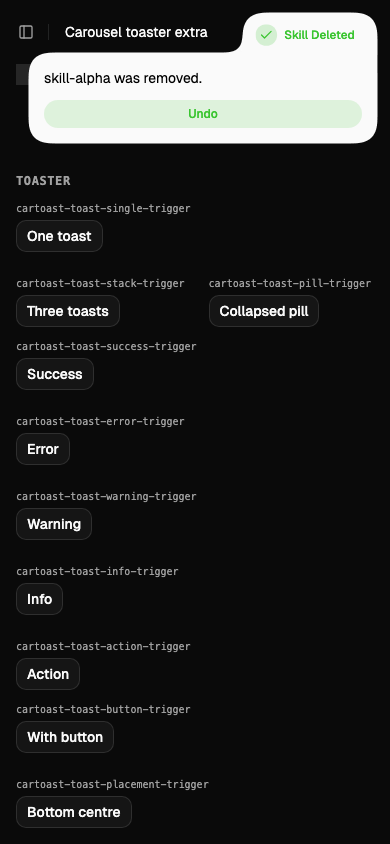 Carousel toaster extra
Skill Deleted
skill-alpha was removed.
Undo
TOASTER
cartoast-toast-single-trigger
One toast
cartoast-toast-stack-trigger
Three toasts
cartoast-toast-pill-trigger
Collapsed pill
cartoast-toast-success-trigger
Success
cartoast-toast-error-trigger
Error
cartoast-toast-warning-trigger
Warning
cartoast-toast-info-trigger
Info
cartoast-toast-action-trigger
Action
cartoast-toast-button-trigger
With button
cartoast-toast-placement-trigger
Bottom centre